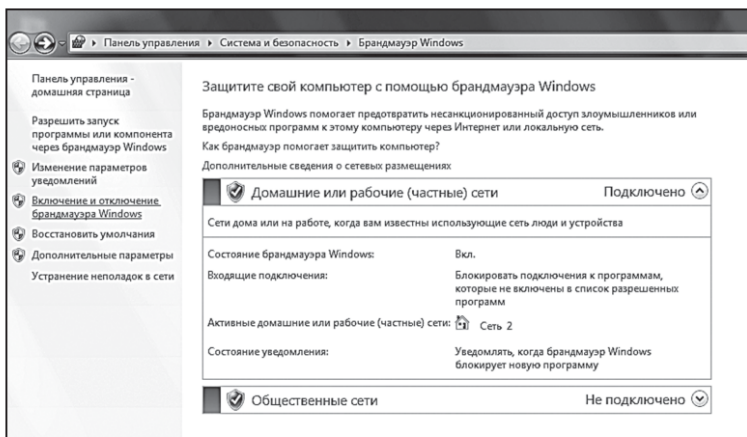 Панель управления ▸ Система и безопасность ▸ Брандмауэр Windows
Панель управления -
домашняя страница
Разрешить запуск
программы или компонента
через брандмауэр Windows
Изменение параметров
уведомлений
Включение и отключение
брандмауэра Windows
Восстановить умолчания
Дополнительные параметры
Устранение неполадок в сети
Защитите свой компьютер с помощью брандмауэра Windows
Брандмауэр Windows помогает предотвратить несанкционированный доступ злоумышленников или
вредоносных программ к этому компьютеру через Интернет или локальную сеть.
Как брандмауэр помогает защитить компьютер?
Дополнительные сведения о сетевых размещениях
Домашние или рабочие (частные) сети Подключено
Сети дома или на работе, когда вам известны использующие сеть люди и устройства
Состояние брандмауэра Windows: Вкл.
Входящие подключения: Блокировать подключения к программам,
которые не включены в список разрешенных
программ
Активные домашние или рабочие (частные) сети: Сеть 2
Состояние уведомления: Уведомлять, когда брандмауэр Windows
блокирует новую программу
Общественные сети Не подключено